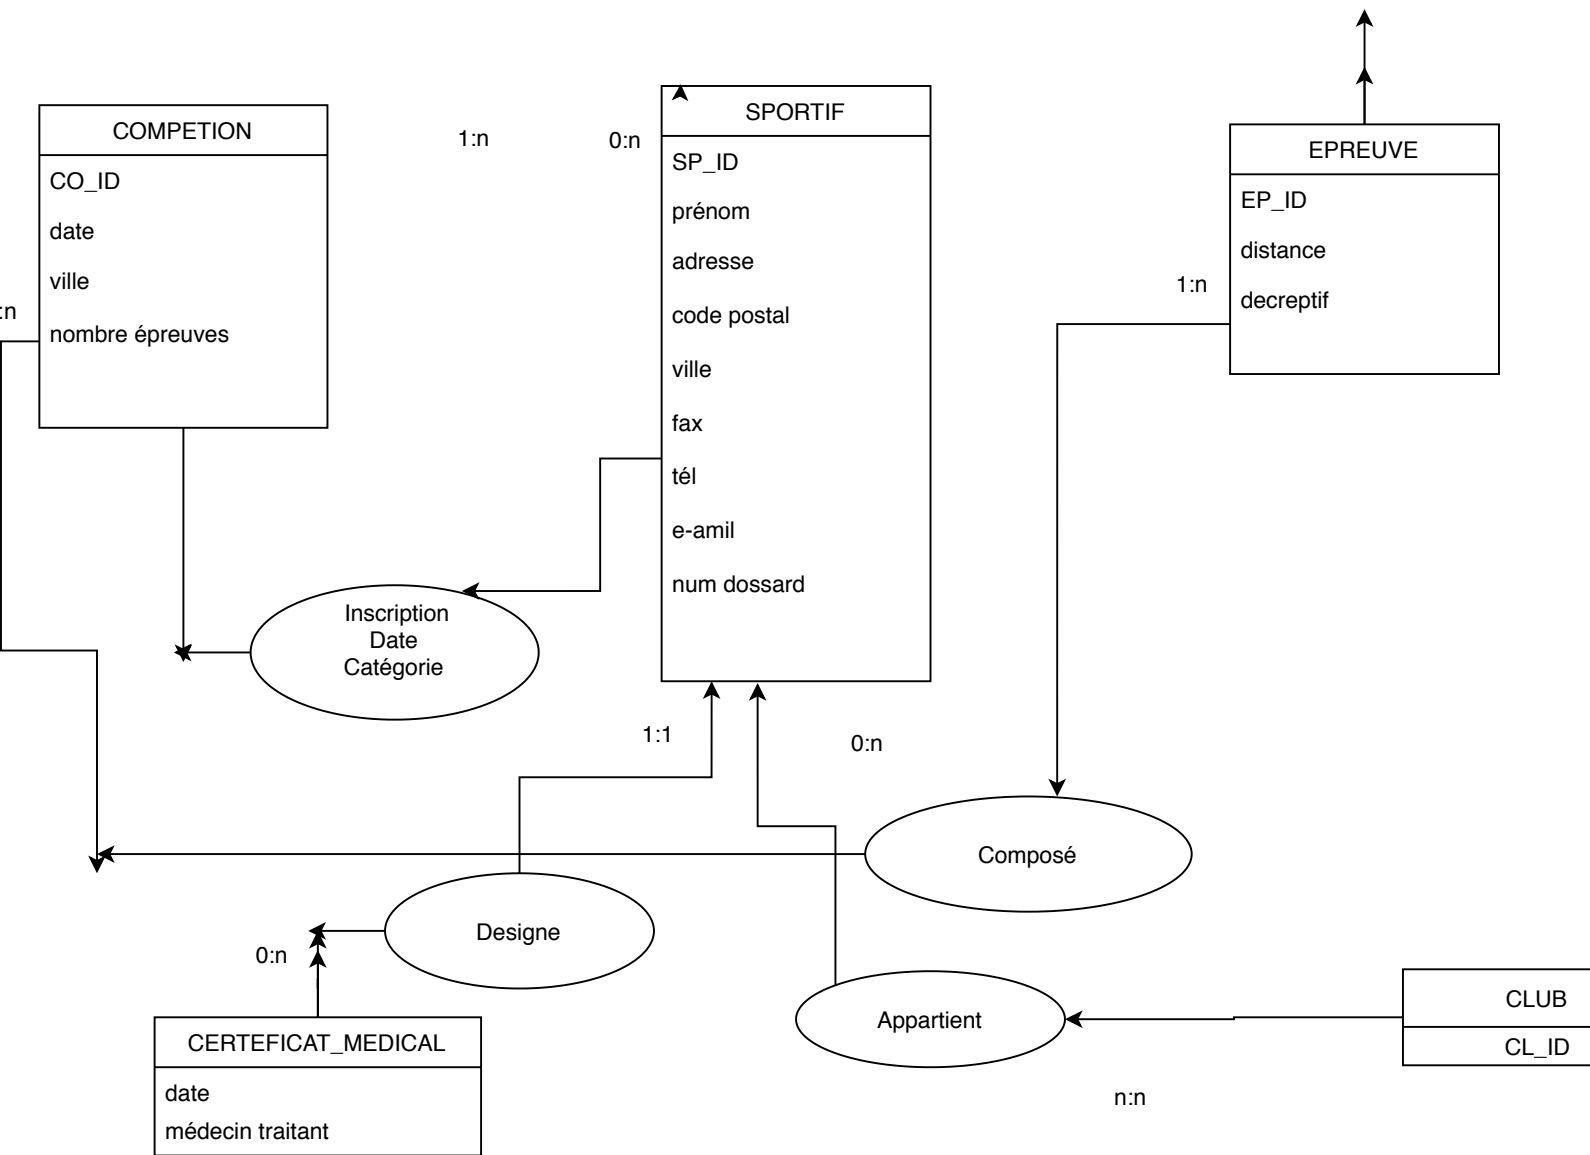 COMPETION
CO_ID
date
ville
nombre épreuves
:n
1:n
0:n
SPORTIF
SP_ID
prénom
adresse
code postal
ville
fax
tél
e-amil
num dossard
EPREUVE
EP_ID
distance
decreptif
1:n
Inscription
Date
Catégorie
1:1
0:n
Composé
Designe
0:n
Appartient
CLUB
CL_ID
n:n
CERTEFICAT_MEDICAL
date
médecin traitant